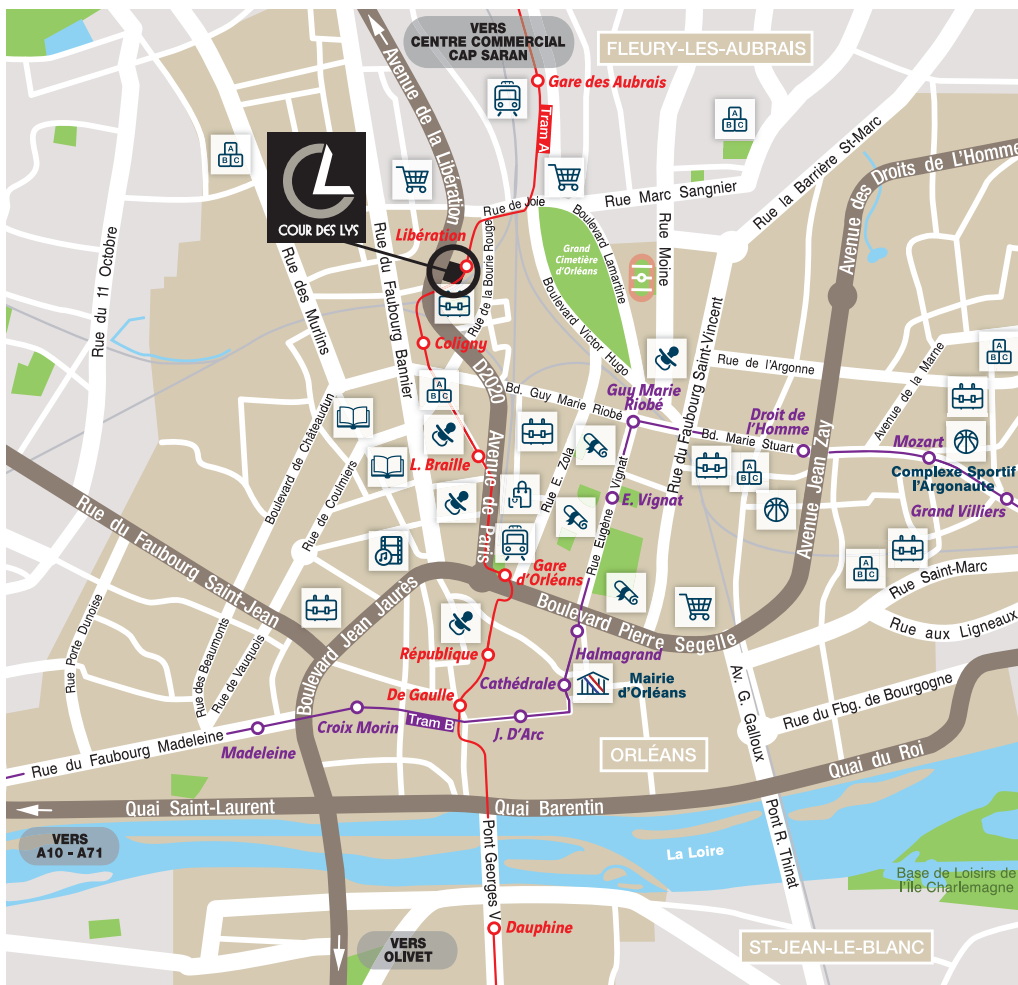 VERS
CENTRE COMMERCIAL
CAP SARAN
FLEURY-LES-AUBRAIS
Gare des Aubrais
Tram A
Avenue de la Libération
A
B C
A
B C
Rue la Barrière St-Marc
Avenue des Droits de L'Homme
COUR DES LYS
Rue Marc Sangnier
Rue de Joie
Libération
Rue du 11 Octobre
Rue des Murlins
Rue du Faubourg Bannier
Rue de la Bourie Rouge
Grand
Cimetière
d'Orléans
Boulevard Lamartine
Boulevard Victor Hugo
Rue Moine
Rue du Faubourg Saint-Vincent
Coligny
D2020
Rue de l'Argonne
Avenue de la Marne
A
B C
A
B C
Bd. Guy Marie Riobé
Guy Marie
Riobé
Droit de
l'Homme
Bd. Marie Stuart
Mozart
Complexe Sportif
l'Argonaute
Grand Villiers
Boulevard de Châteaudun
Rue de Coulmiers
L. Braille
Avenue de Paris
Rue E. Zola
Rue Eugène Vignat
E. Vignat
A
B C
Avenue Jean Zay
Rue du Faubourg Saint-Jean
Gare
d'Orléans
A
B C
Rue Saint-Marc
Rue aux Ligneaux
Boulevard Jean Jaurès
Boulevard Pierre Segelle
Rue Porte Dunoise
Rue des Beaumonts
Rue de Vauquois
République
Halmagrand
Cathédrale
Mairie
d'Orléans
Av. G. Galloux
Rue du Fbg. de Bourgogne
De Gaulle
Croix Morin
Tram B
J. D'Arc
Madeleine
Rue du Faubourg Madeleine
ORLÉANS
Quai du Roi
Quai Saint-Laurent
Quai Barentin
VERS
A10 - A71
Pont Georges V
La Loire
Pont R. Thinat
Base de Loisirs de
l'Île Charlemagne
Dauphine
VERS
OLIVET
ST-JEAN-LE-BLANC